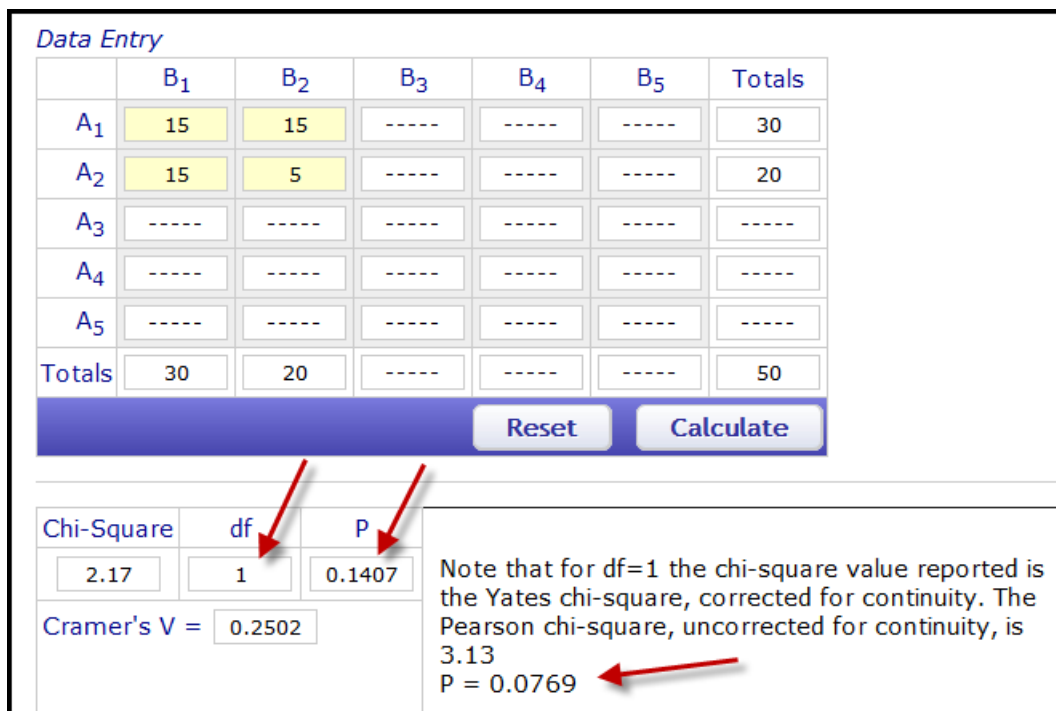 Data Entry
B1 B2 B3 B4 B5 Totals
A1 15 15 ----- ----- ----- 30
A2 15 5 ----- ----- ----- 20
A3 ----- ----- ----- ----- ----- -----
A4 ----- ----- ----- ----- ----- -----
A5 ----- ----- ----- ----- ----- -----
Totals 30 20 ----- ----- ----- 50
Reset Calculate
Chi-Square df P
2.17 1 0.1407
Cramer's V = 0.2502
Note that for df=1 the chi-square value reported is
the Yates chi-square, corrected for continuity. The
Pearson chi-square, uncorrected for continuity, is
3.13
P = 0.0769